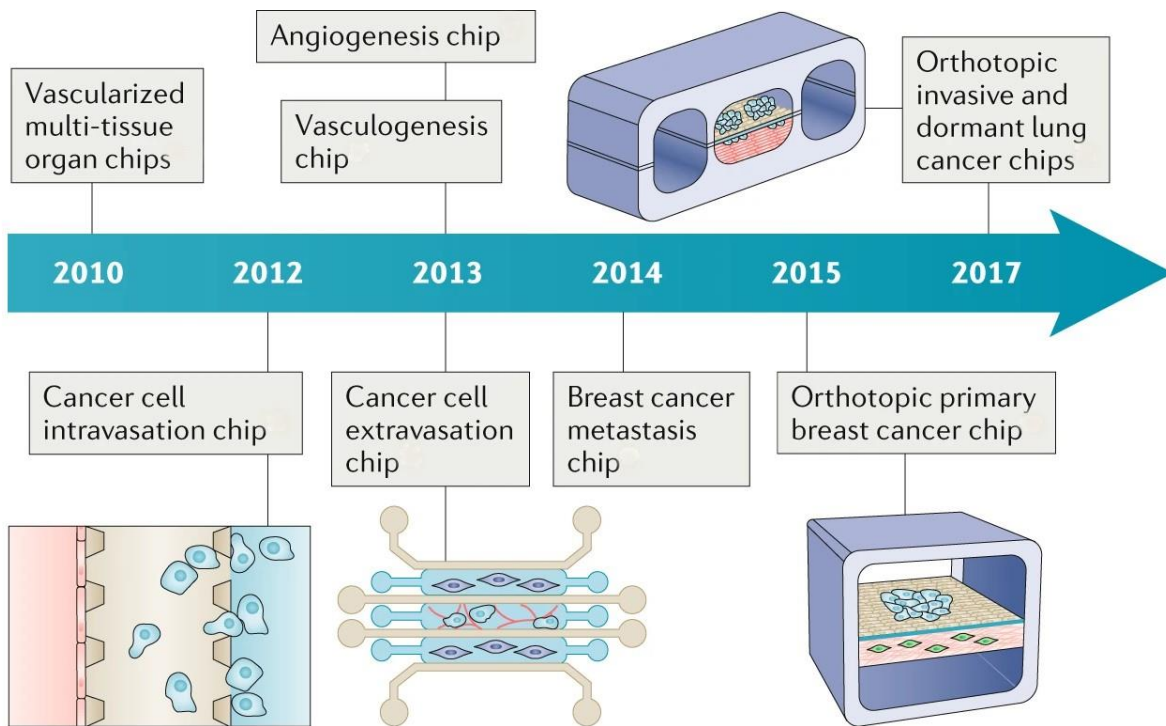 Angiogenesis chip
Vascularized
multi-tissue
organ chips
Vasculogenesis
chip
Orthotopic
invasive and
dormant lung
cancer chips
2010
2012
2013
2014
2015
2017
Cancer cell
intravasation chip
Cancer cell
extravasation
chip
Breast cancer
metastasis
chip
Orthotopic primary
breast cancer chip